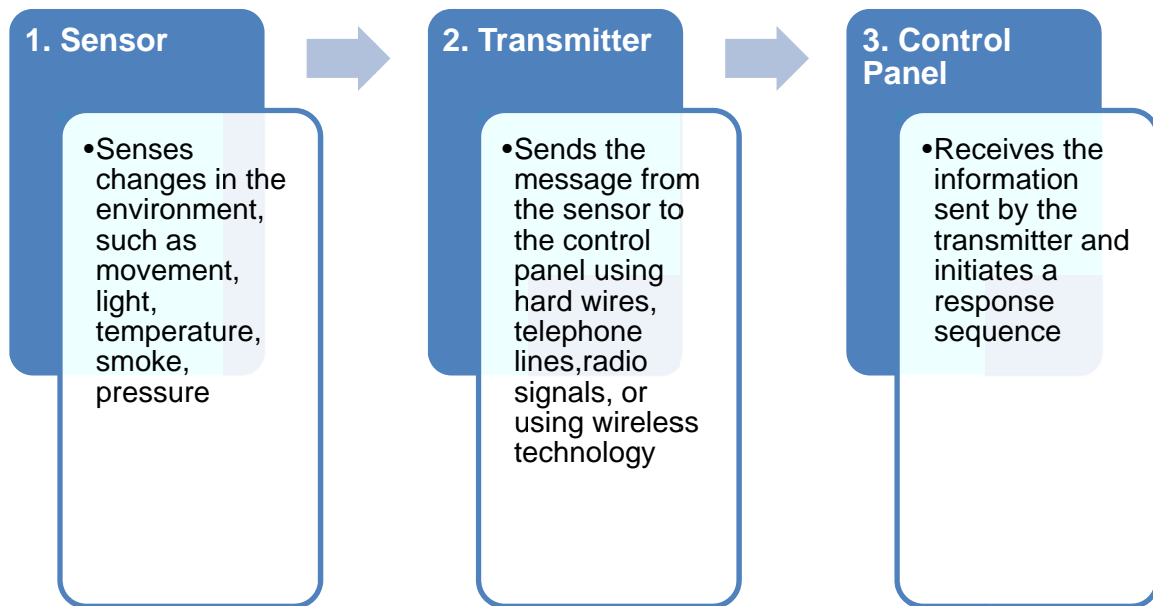 1. Sensor
•Senses
changes in the
environment,
such as
movement,
light,
temperature,
smoke,
pressure
2. Transmitter
•Sends the
message from
the sensor to
the control
panel using
hard wires,
telephone
lines,radio
signals, or
using wireless
technology
3. Control
Panel
•Receives the
information
sent by the
transmitter and
initiates a
response
sequence